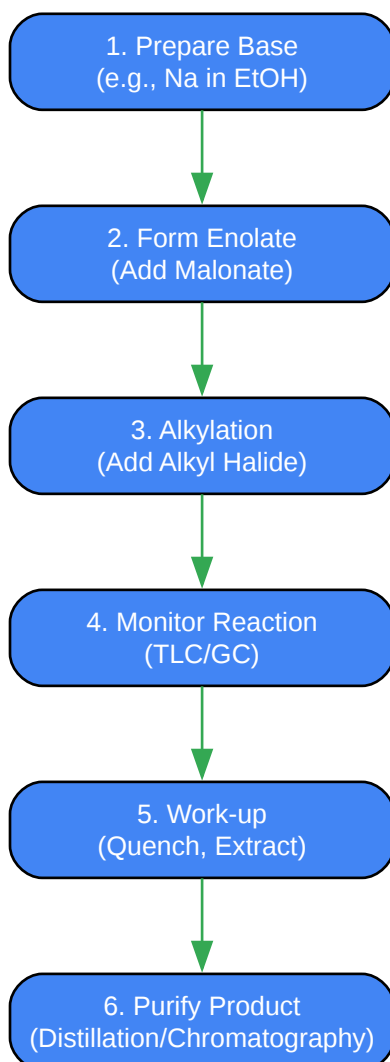 1. Prepare Base
(e.g., Na in EtOH)
2. Form Enolate
(Add Malonate)
3. Alkylation
(Add Alkyl Halide)
4. Monitor Reaction
(TLC/GC)
5. Work-up
(Quench, Extract)
6. Purify Product
(Distillation/Chromatography)